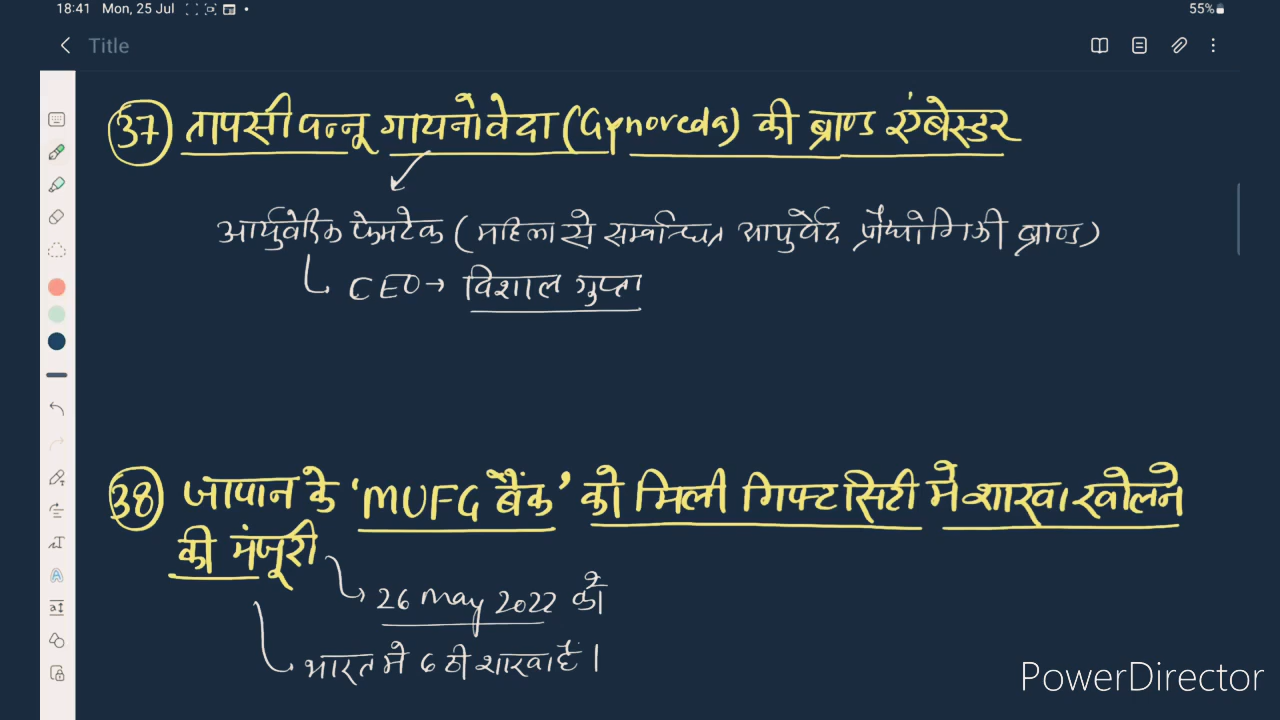 18:41 Mon, 25 Jul
55%
Title
37 तापसी पन्नू गायनोवेदा (Gynoveda) की ब्राण्ड एंबेस्डर
आर्युवेदिक फेमटेक (महिला से सम्बन्धित आयुर्वेद प्रौद्योगिकी ब्राण्ड)
CEO → विशाल गुप्ता
38 जापान के 'MUFG बैंक' को मिली गिफ्ट सिटी में शाखा खोलने
की मंजूरी
26 May 2022 को
भारत मे 6 ठी शाखा है।
PowerDirector